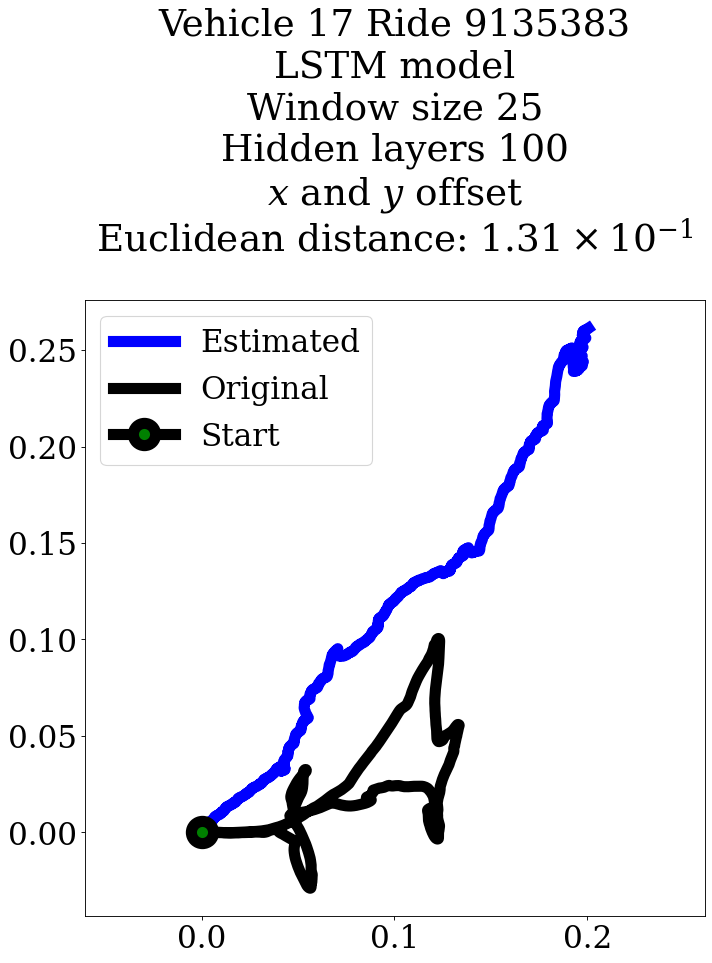 Vehicle 17 Ride 9135383
LSTM model
Window size 25
Hidden layers 100
x and y offset
Euclidean distance: 1.31 × 10⁻¹
Estimated
Original
Start
0.25
0.20
0.15
0.10
0.05
0.00
0.0 0.1 0.2